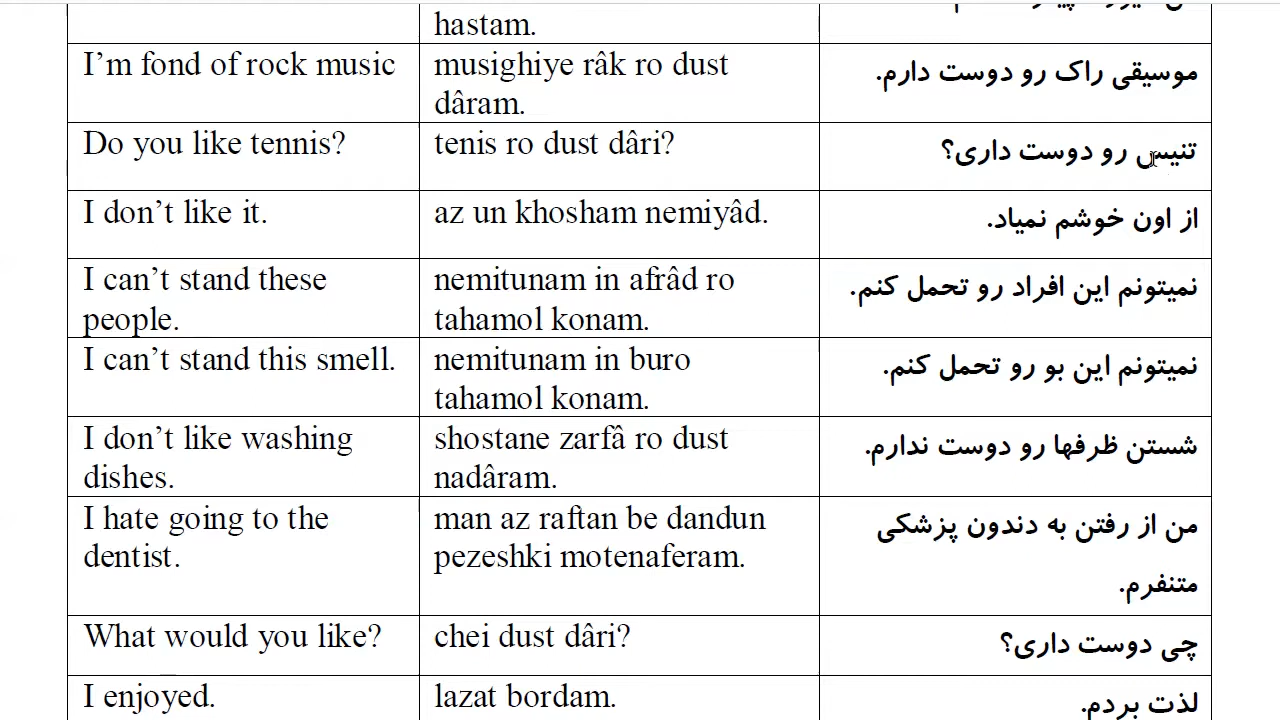 hastam.
I’m fond of rock music
musighiye râk ro dust
dâram.
موسیقی راک رو دوست دارم.
Do you like tennis?
tenis ro dust dâri?
تنیس رو دوست داری؟
I don’t like it.
az un khosham nemiyâd.
از اون خوشم نمیاد.
I can’t stand these
people.
nemitunam in afrâd ro
tahamol konam.
نمیتونم این افراد رو تحمل کنم.
I can’t stand this smell.
nemitunam in buro
tahamol konam.
نمیتونم این بو رو تحمل کنم.
I don’t like washing
dishes.
shostane zarfâ ro dust
nadâram.
شستن ظرفها رو دوست ندارم.
I hate going to the
dentist.
man az raftan be dandun
pezeshki motenaferam.
من از رفتن به دندون پزشکی
متنفرم.
What would you like?
chei dust dâri?
چی دوست داری؟
I enjoyed.
lazat bordam.
لذت بردم.